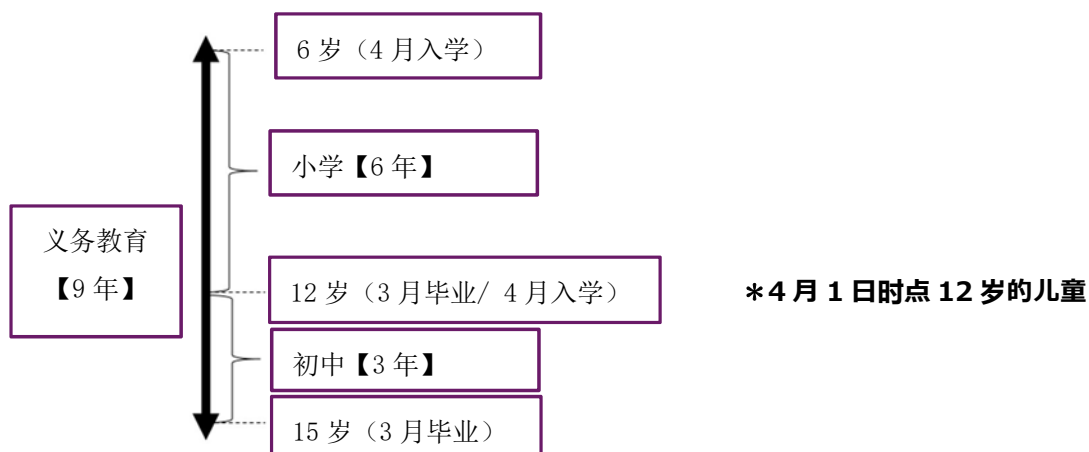 6 岁（4 月入学）
小学【6 年】
义务教育
【9 年】
12 岁（3 月毕业/ 4 月入学）
＊4 月 1 日时点 12 岁的儿童
初中【3 年】
15 岁（3 月毕业）